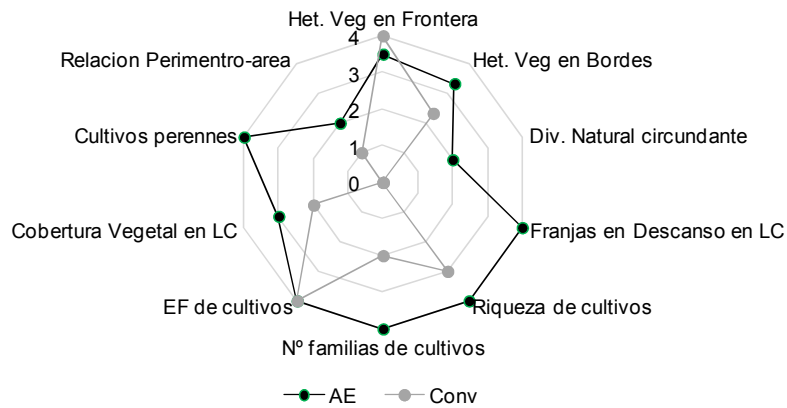 Het. Veg en Frontera
4
Relacion Perimentro-area
Het. Veg en Bordes
3
2
Cultivos perennes
Div. Natural circundante
1
0
Cobertura Vegetal en LC
Franjas en Descanso en LC
EF de cultivos
Riqueza de cultivos
Nº familias de cultivos
AE
Conv